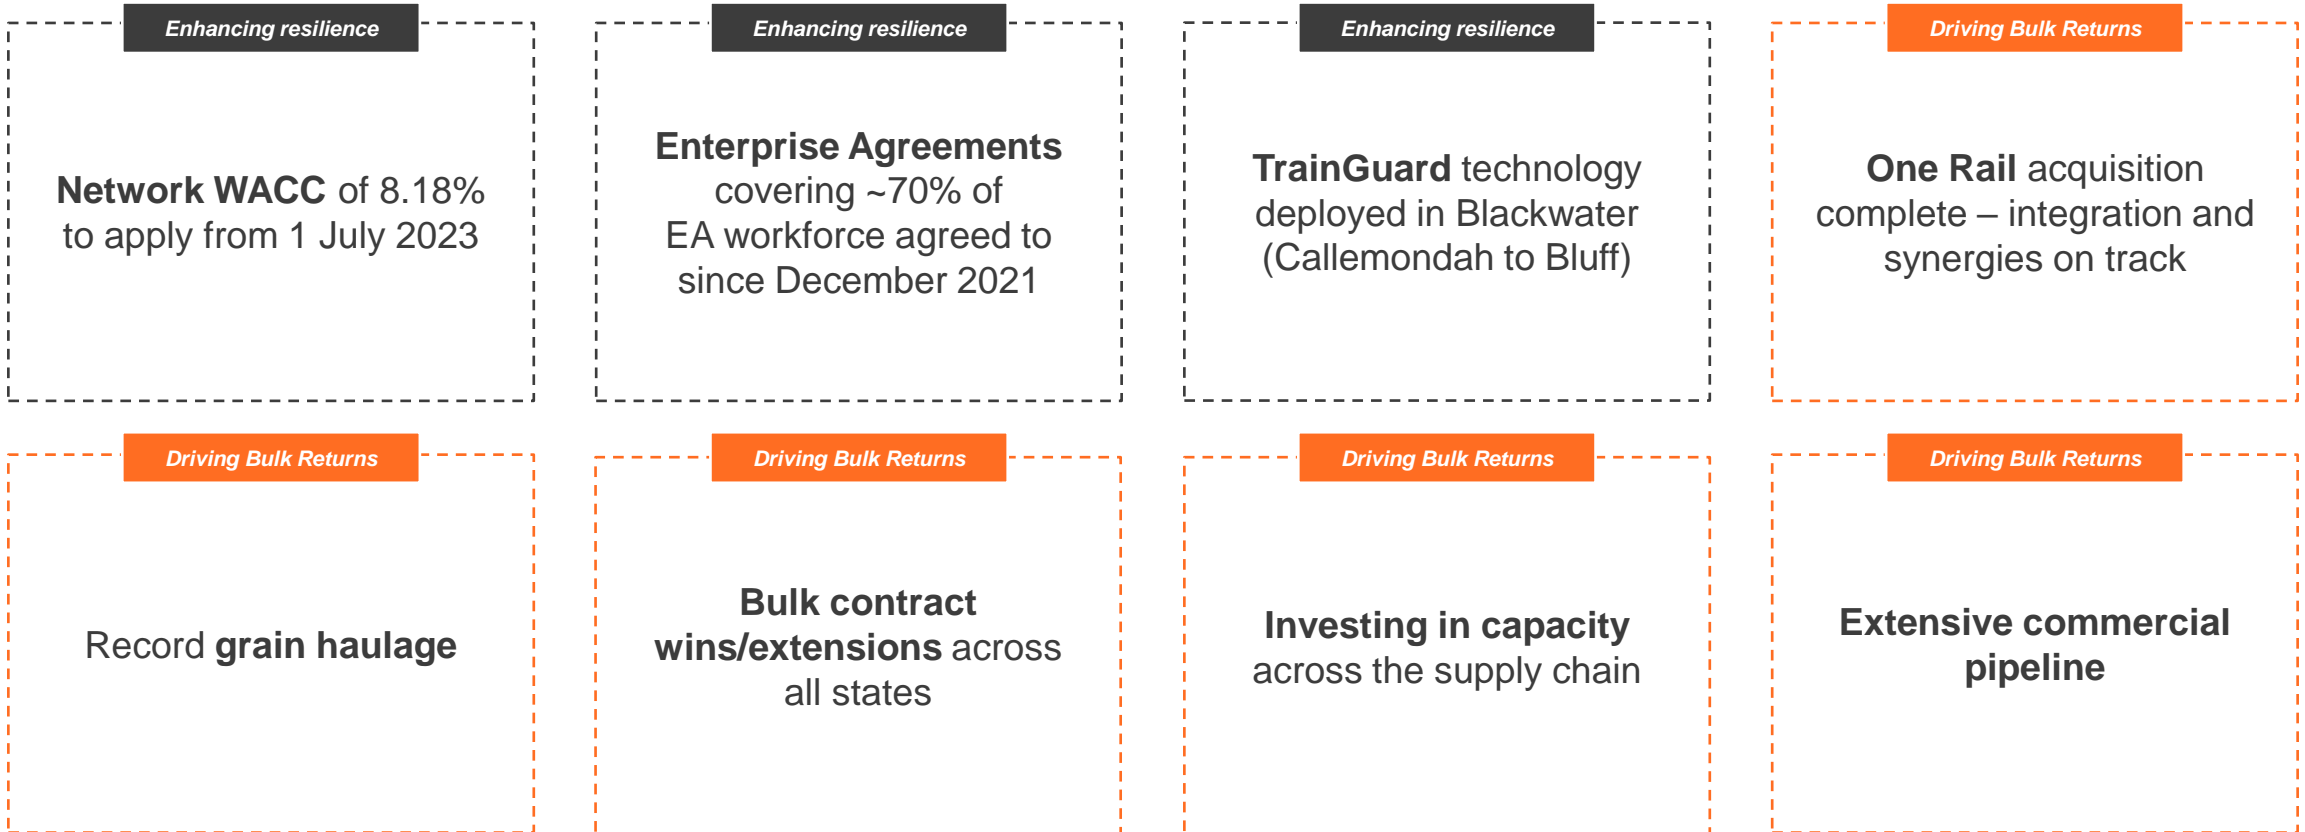 Enhancing resilience
Network WACC of 8.18%
to apply from 1 July 2023
Enhancing resilience
Enterprise Agreements
covering ~70% of
EA workforce agreed to
since December 2021
Enhancing resilience
TrainGuard technology
deployed in Blackwater
(Callemondah to Bluff)
Driving Bulk Returns
One Rail acquisition
complete – integration and
synergies on track
Driving Bulk Returns
Record grain haulage
Driving Bulk Returns
Bulk contract
wins/extensions across
all states
Driving Bulk Returns
Investing in capacity
across the supply chain
Driving Bulk Returns
Extensive commercial
pipeline